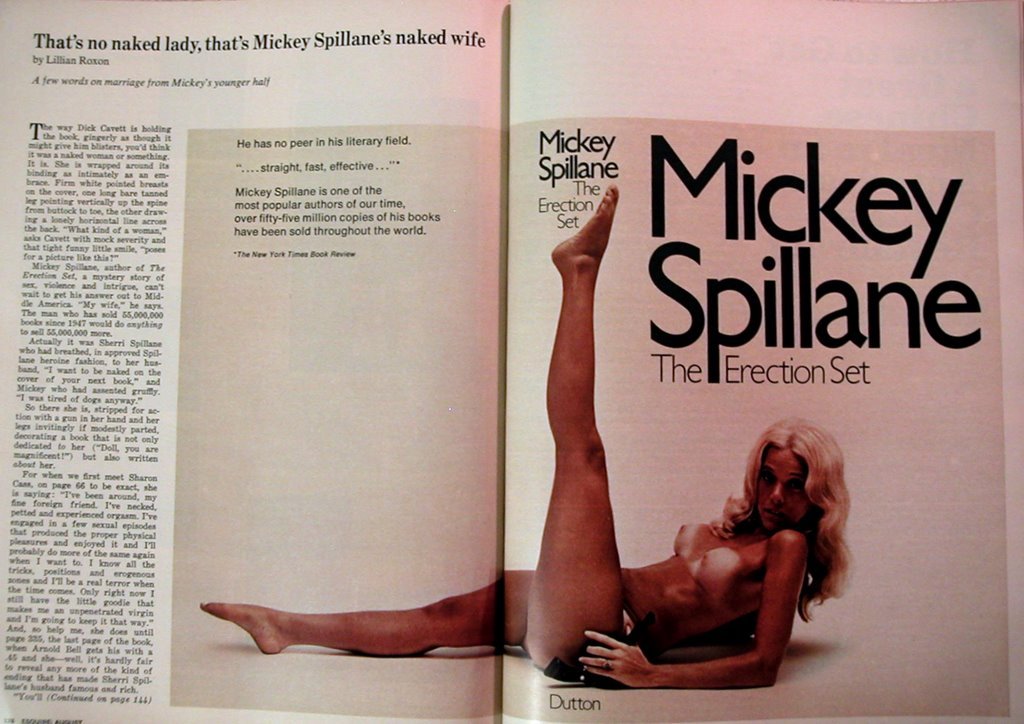 That's no naked lady, that's Mickey Spillane's naked wife
by Lillian Roxon
A few words on marriage from Mickey's younger half
The way Dick Cavett is holding
the book, gingerly as though it
might give him blisters, you'd think
it was a naked woman or something.
It is. She is wrapped around its
binding as intimately as an em-
brace. Firm white pointed breasts
on the cover, one long bare tanned
leg pointing vertically up the spine
from buttock to toe, the other draw-
ing a lonely horizontal line across
the back. "What kind of a woman,"
asks Cavett with mock severity and
that tight funny little smile, "poses
for a picture like this?"
Mickey Spillane, author of The
Erection Set, a mystery story of
sex, violence and intrigue, can't
wait to get his answer out to Mid-
dle America. "My wife," he says.
The man who has sold 55,000,000
books since 1947 would do anything
to sell 55,000,000 more.
Actually it was Sherri Spillane
who had breathed, in approved Spil-
lane heroine fashion, to her hus-
band, "I want to be naked on the
cover of your next book," and
Mickey who had assented gruffly.
"I was tired of dogs anyway."
So there she is, stripped for ac-
tion with a gun in her hand and her
legs invitingly if modestly parted,
decorating a book that is not only
dedicated to her ("Doll, you are
magnificent!") but also written
about her.
For when we first meet Sharon
Cass, on page 66 to be exact, she
is saying: "I've been around, my
fine foreign friend. I've necked,
petted and experienced orgasm. I've
engaged in a few sexual episodes
that produced the proper physical
pleasures and enjoyed it and I'll
probably do more of the same again
when I want to. I know all the
tricks, positions and erogenous
zones and I'll be a real terror when
the time comes. Only right now I
still have the little goodie that
makes me an unpenetrated virgin
and I'm going to keep it that way."
And, so help me, she does until
page 325, the last page of the book,
when Arnold Bell gets his with a
.45 and she—well, it's hardly fair
to reveal any more of the kind of
ending that has made Sherri Spil-
lane's husband famous and rich.
"You'll (Continued on page 144)
ESQUIRE: AUGUST
He has no peer in his literary field.
"....straight, fast, effective..."*
Mickey Spillane is one of the
most popular authors of our time,
over fifty-five million copies of his books
have been sold throughout the world.
*The New York Times Book Review
Mickey
Spillane
The
Erection
Set
Mickey
Spillane
The Erection Set
Dutton